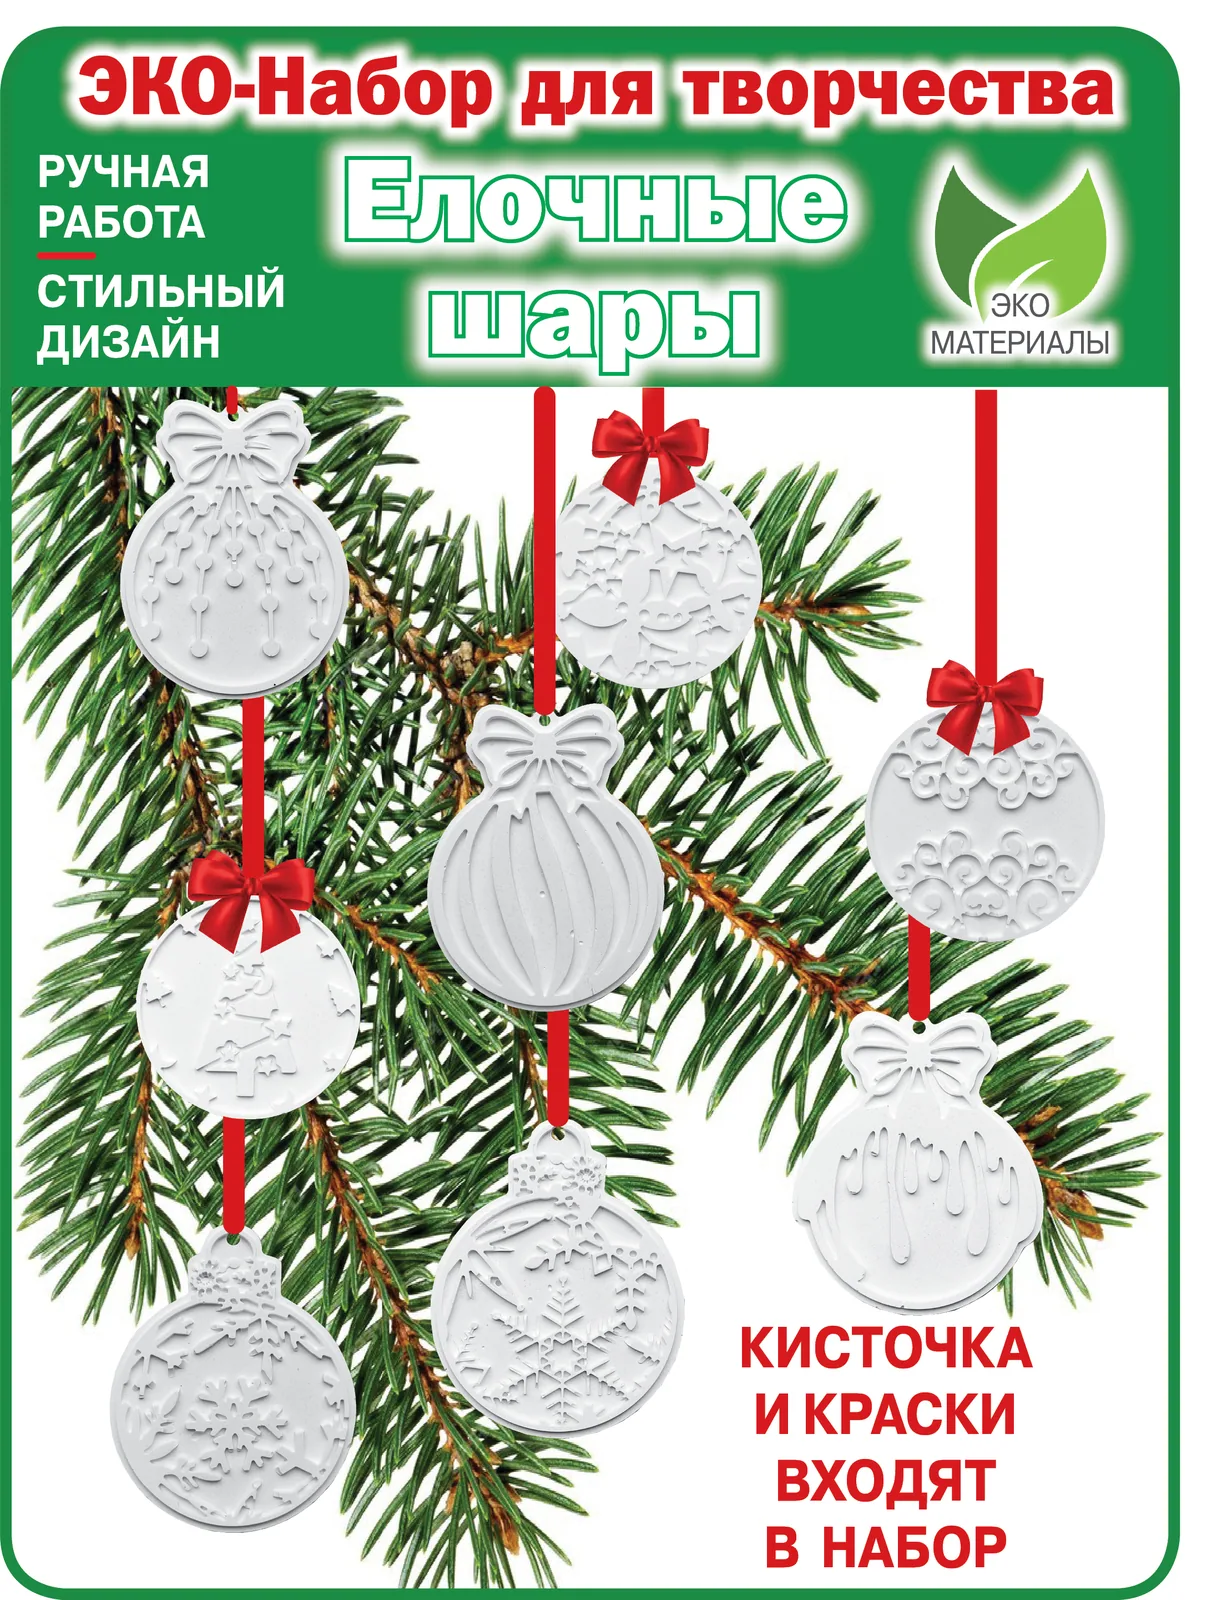 ЭКО-Набор для творчества
РУЧНАЯ
РАБОТА
СТИЛЬНЫЙ
ДИЗАЙН
Елочные
шары
ЭКО
МАТЕРИАЛЫ
КИСТОЧКА
И КРАСКИ
ВХОДЯТ
В НАБОР